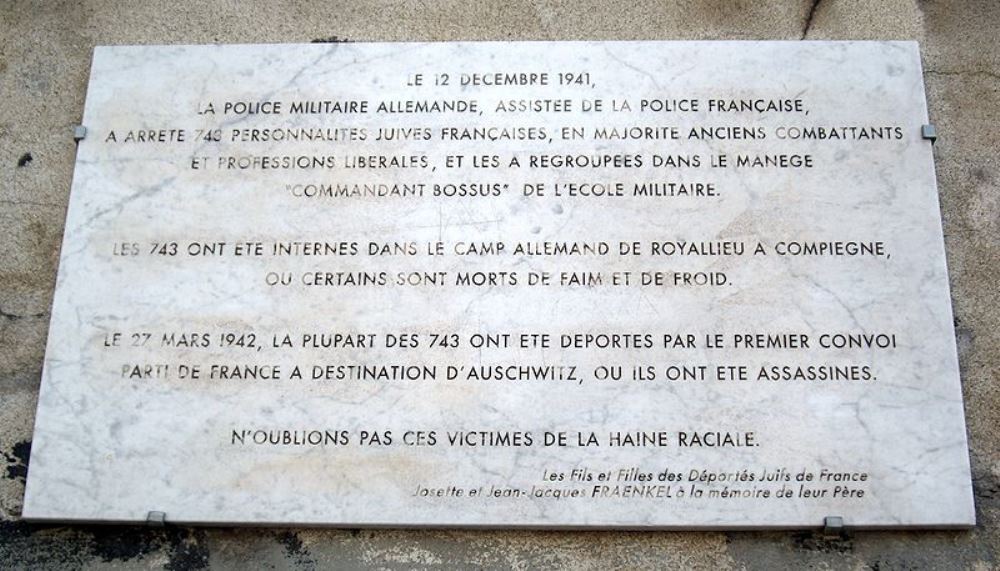 LE 12 DECEMBRE 1941,
LA POLICE MILITAIRE ALLEMANDE, ASSISTEE DE LA POLICE FRANÇAISE,
A ARRETE 743 PERSONNALITES JUIVES FRANÇAISES, EN MAJORITE ANCIENS COMBATTANTS
ET PROFESSIONS LIBERALES, ET LES A REGROUPEES DANS LE MANEGE
"COMMANDANT BOSSUS" DE L'ECOLE MILITAIRE.
LES 743 ONT ETE INTERNES DANS LE CAMP ALLEMAND DE ROYALLIEU A COMPIEGNE,
OU CERTAINS SONT MORTS DE FAIM ET DE FROID.
LE 27 MARS 1942, LA PLUPART DES 743 ONT ETE DEPORTES PAR LE PREMIER CONVOI
PARTI DE FRANCE A DESTINATION D'AUSCHWITZ, OU ILS ONT ETE ASSASSINES.
N'OUBLIONS PAS CES VICTIMES DE LA HAINE RACIALE.
Les Fils et Filles des Déportés Juifs de France
Josette et Jean-Jacques FRAENKEL à la mémoire de leur Père